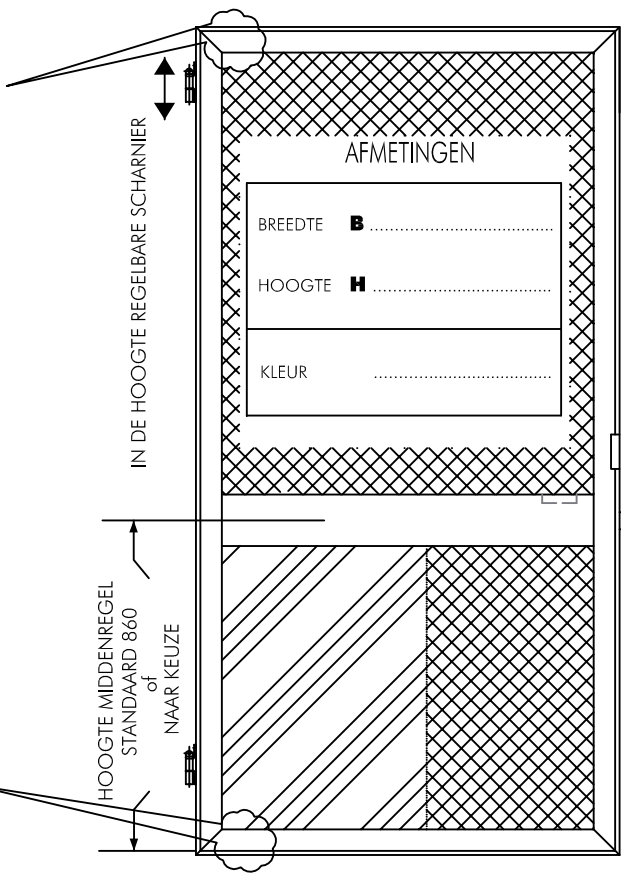 AFMETINGEN
BREEDTE B ..............................
HOOGTE H ..............................
KLEUR ..............................
IN DE HOOGTE REGELBARE SCHARNIER
HOOGTE MIDDENREGEL
STANDAARD 860
of
NAAR KEUZE